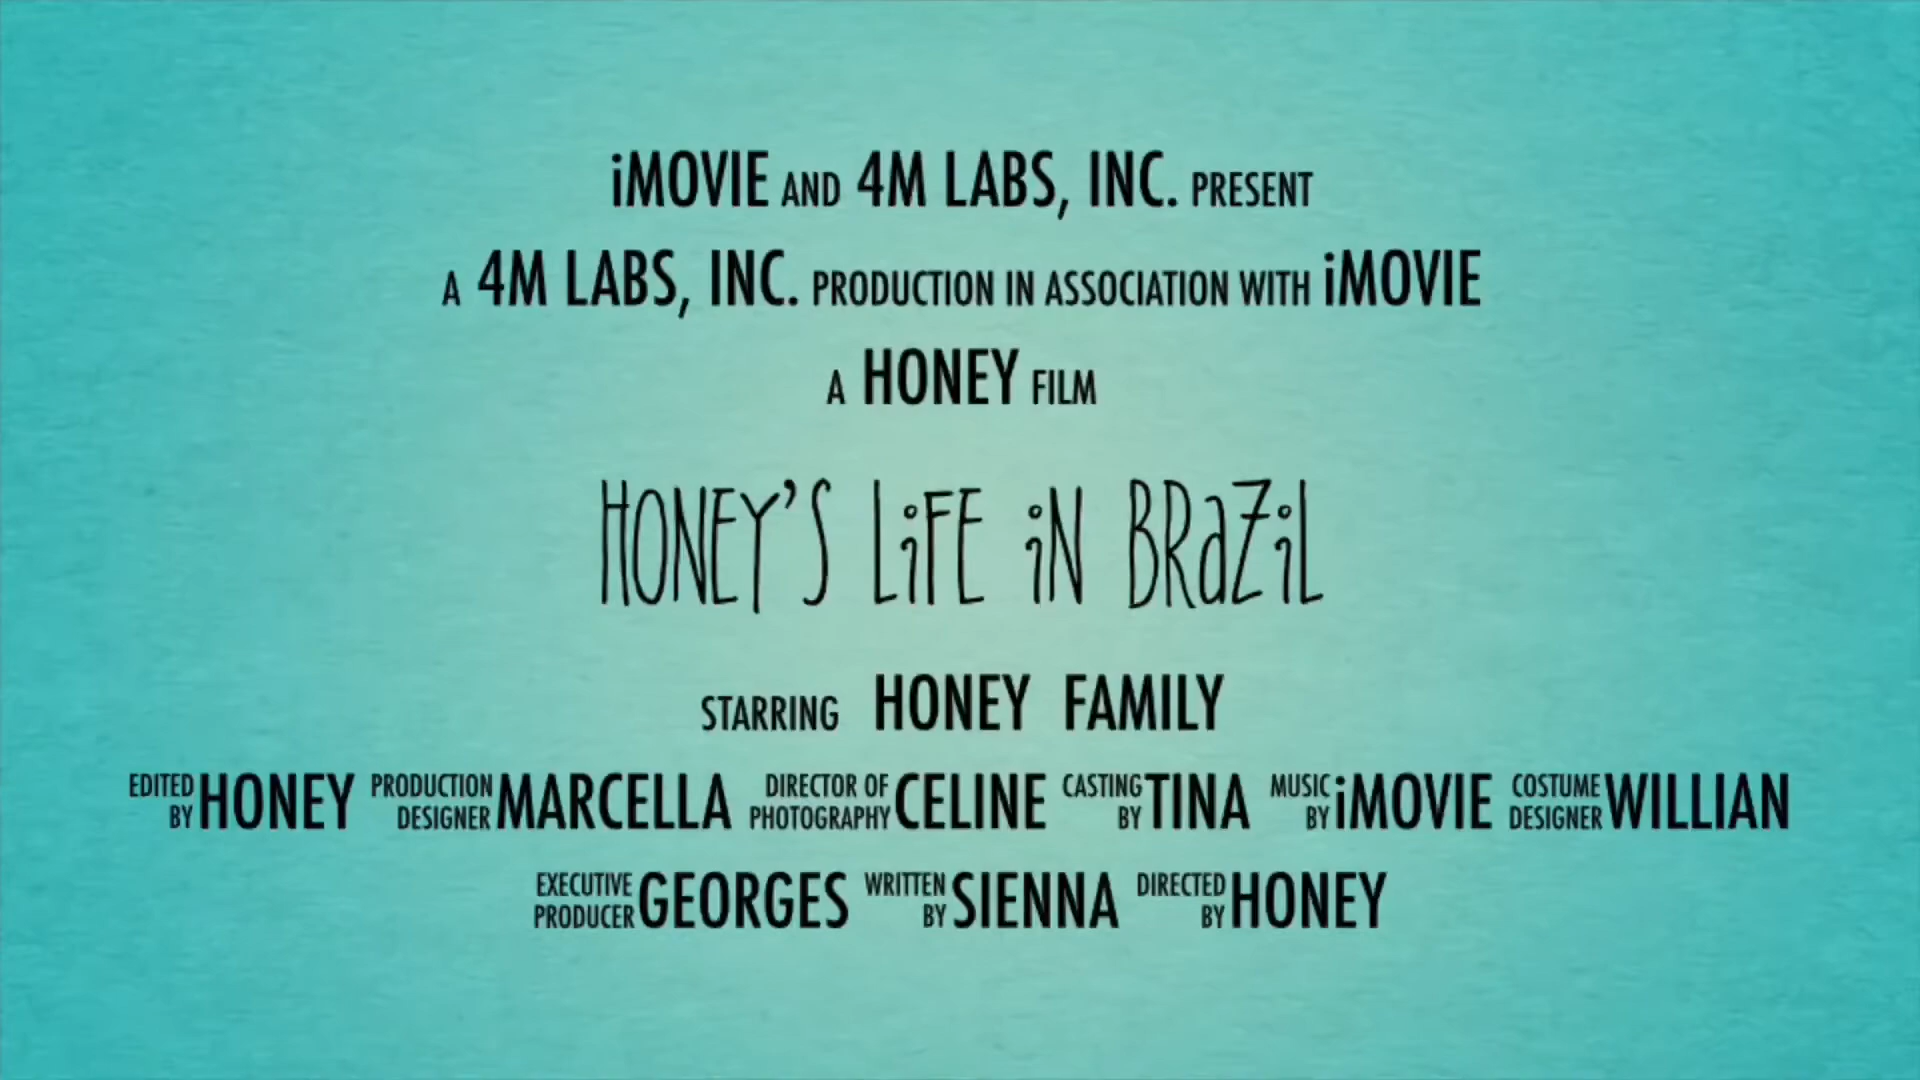 iMOVIE AND 4M LABS, INC. PRESENT
A 4M LABS, INC. PRODUCTION IN ASSOCIATION WITH iMOVIE
A HONEY FILM
HONEY'S LiFE iN BRaZiL
STARRING HONEY FAMILY
EDITED BY HONEY PRODUCTION DESIGNER MARCELLA DIRECTOR OF PHOTOGRAPHY CELINE CASTING BY TINA MUSIC BY iMOVIE COSTUME DESIGNER WILLIAN
EXECUTIVE PRODUCER GEORGES WRITTEN BY SIENNA DIRECTED BY HONEY